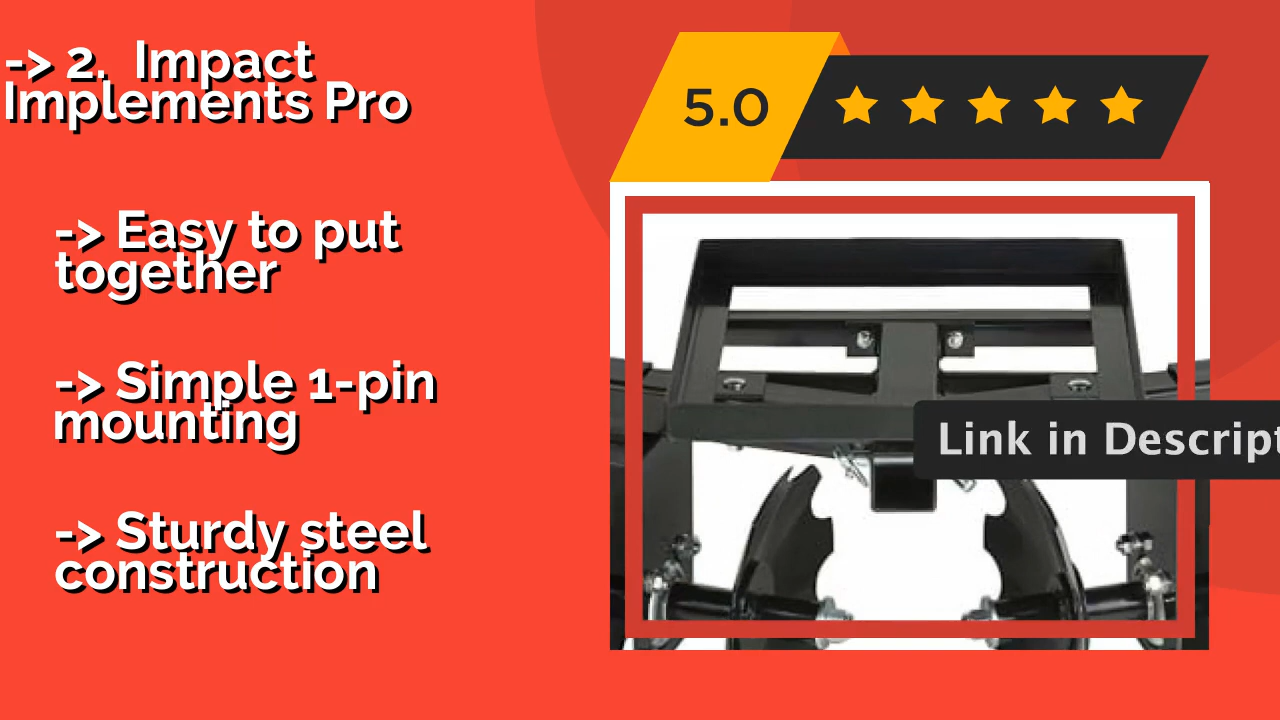 -> 2.  Impact
Implements Pro
5.0
-> Easy to put
together
-> Simple 1-pin
mounting
-> Sturdy steel
construction
Link in Descript